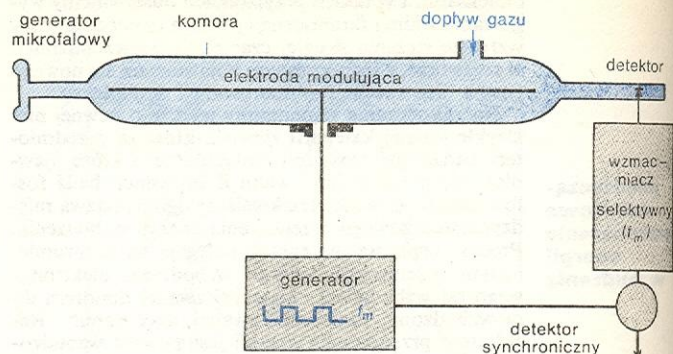 generator
mikrofalowy
komora
dopływ gazu
elektroda modulująca
detektor
wzmac-
niacz
selektywny
(fm)
generator
fm
detektor
synchroniczny